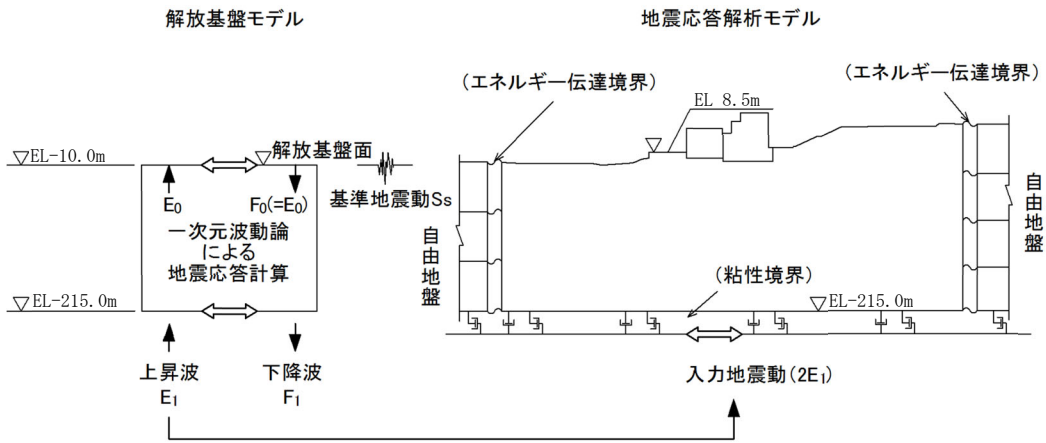 解放基盤モデル
EL-10.0m
解放基盤面
E₀
F₀(=E₀)
基準地震動Ss
一次元波動論
による
地震応答計算
EL-215.0m
上昇波
E₁
下降波
F₁
地震応答解析モデル
(エネルギー伝達境界)
(エネルギー伝達境界)
EL 8.5m
自由地盤
自由地盤
(粘性境界)
EL-215.0m
入力地震動(2E₁)